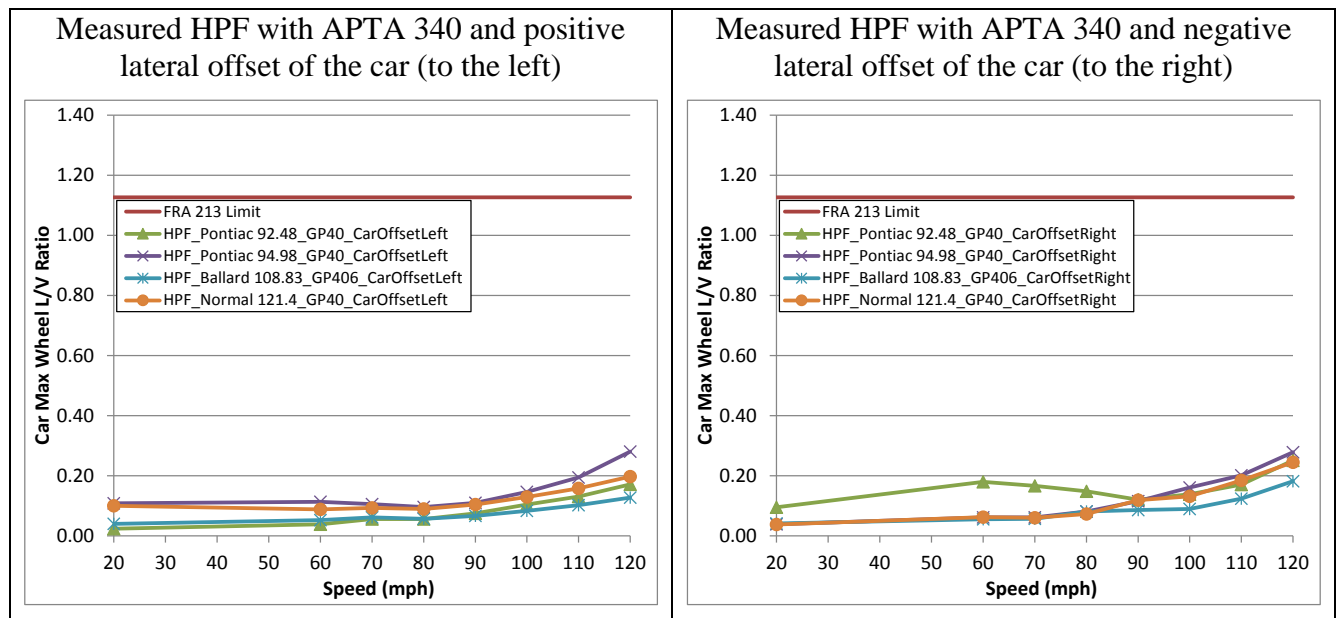 Measured HPF with APTA 340 and positive
lateral offset of the car (to the left)
Car Max Wheel L/V Ratio
1.40
1.20
1.00
0.80
0.60
0.40
0.20
0.00
FRA 213 Limit
HPF_Pontiac 92.48_GP40_CarOffsetLeft
HPF_Pontiac 94.98_GP40_CarOffsetLeft
HPF_Ballard 108.83_GP406_CarOffsetLeft
HPF_Normal 121.4_GP40_CarOffsetLeft
20 30 40 50 60 70 80 90 100 110 120
Speed (mph)
Measured HPF with APTA 340 and negative
lateral offset of the car (to the right)
Car Max Wheel L/V Ratio
1.40
1.20
1.00
0.80
0.60
0.40
0.20
0.00
FRA 213 Limit
HPF_Pontiac 92.48_GP40_CarOffsetRight
HPF_Pontiac 94.98_GP40_CarOffsetRight
HPF_Ballard 108.83_GP406_CarOffsetRight
HPF_Normal 121.4_GP40_CarOffsetRight
20 30 40 50 60 70 80 90 100 110 120
Speed (mph)